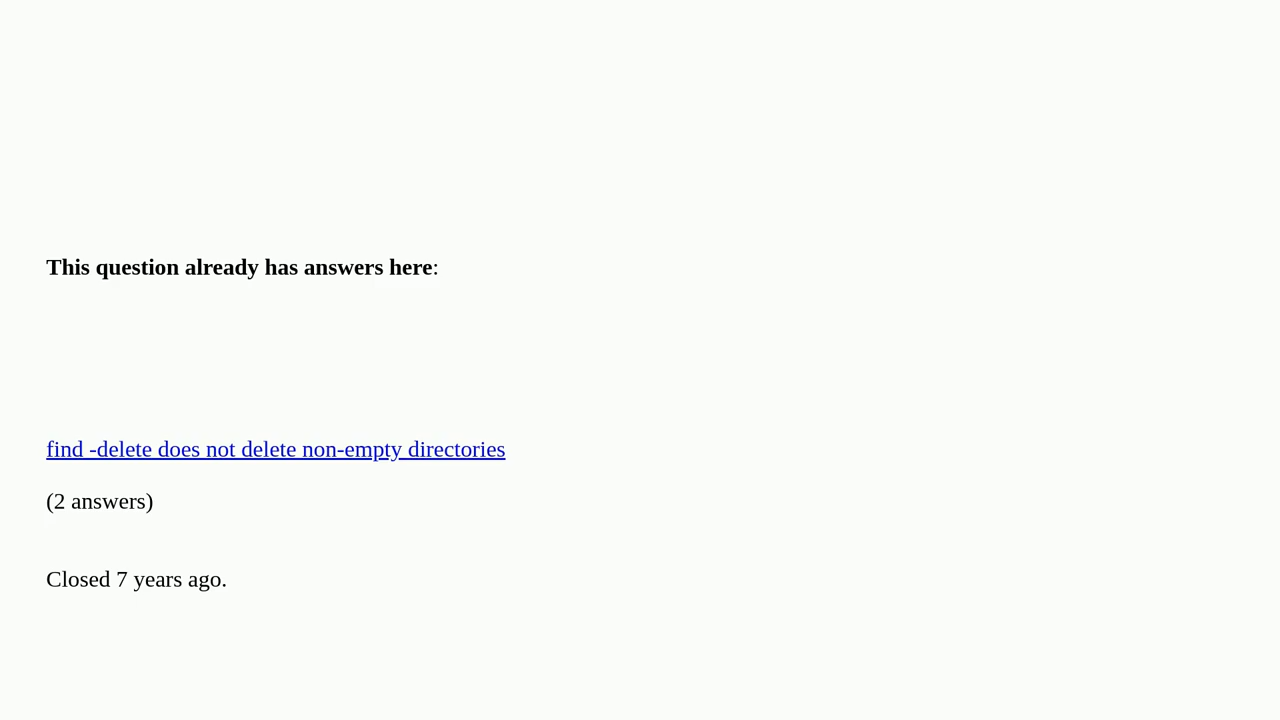 This question already has answers here:
find -delete does not delete non-empty directories
(2 answers)
Closed 7 years ago.